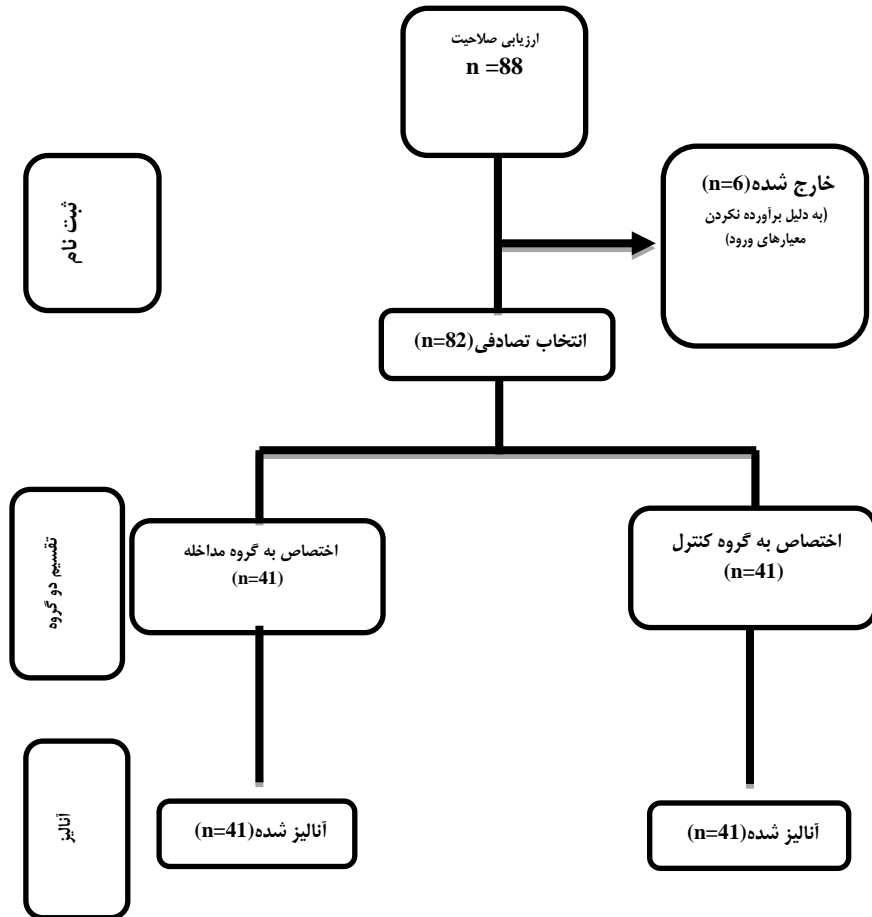 ارزیابی صلاحیت
n =88
ثبت نام
خارج شده(n=6)
(به دلیل برآورده نکردن
معیارهای ورود)
انتخاب تصادفی(n=82)
تقسیم دو گروه
اختصاص به گروه مداخله
(n=41)
اختصاص به گروه کنترل
(n=41)
آنالیز
آنالیز شده(n=41)
آنالیز شده(n=41)